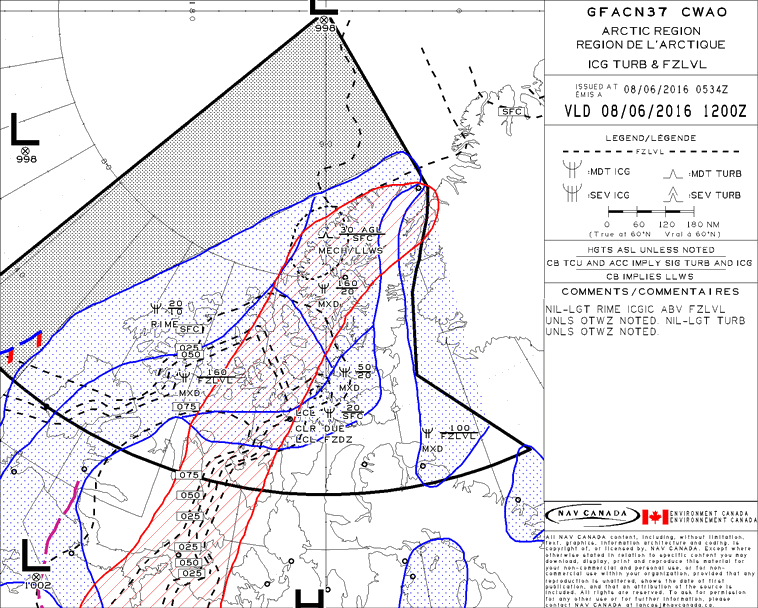 L
998
L
998
SFC
30 AGL
SFC
MECH/LLWS
160
20
MXD
20
10
RIME
SFC
025
050
160
FZLVL
MXD
075
50
20
MXD
LCL
20
SFC
CLR DUE
LCL FZDZ
100
FZLVL
MXD
075
050
025
025
050
025
L
1002
H
GFACN37 CWAO
ARCTIC REGION
REGION DE L'ARCTIQUE
ICG TURB & FZLVL
ISSUED AT
ÉMIS A
08/06/2016 0534Z
VLD 08/06/2016 1200Z
LEGEND/LÉGENDE
FZLVL
:MDT ICG
:MDT TURB
:SEV ICG
:SEV TURB
0 60 120 180 NM
(True at 60°N Vrai à 60°N)
HGTS ASL UNLESS NOTED
CB TCU AND ACC IMPLY SIG TURB AND ICG
CB IMPLIES LLWS
COMMENTS/COMMENTAIRES
NIL-LGT RIME ICGIC ABV FZLVL
UNLS OTWZ NOTED. NIL-LGT TURB
UNLS OTWZ NOTED.
NAV CANADA
ENVIRONMENT CANADA
ENVIRONNEMENT CANADA
All NAV CANADA content, including, without limitation,
text, graphics, information architecture and coding, is
copyright of, or licensed by, NAV CANADA. Except where
otherwise stated in relation to specific content you may
download, display, print and reproduce this material for
your non-commercial and personal use, or for non-
commercial use within your organization, provided that any
reproduction is unaltered, shows the date of first
publication, and that an attribution of the source is
included. All rights are reserved. To ask for permission
for any other use or for further information, please
contact NAV CANADA at lancasj@navcanada.ca